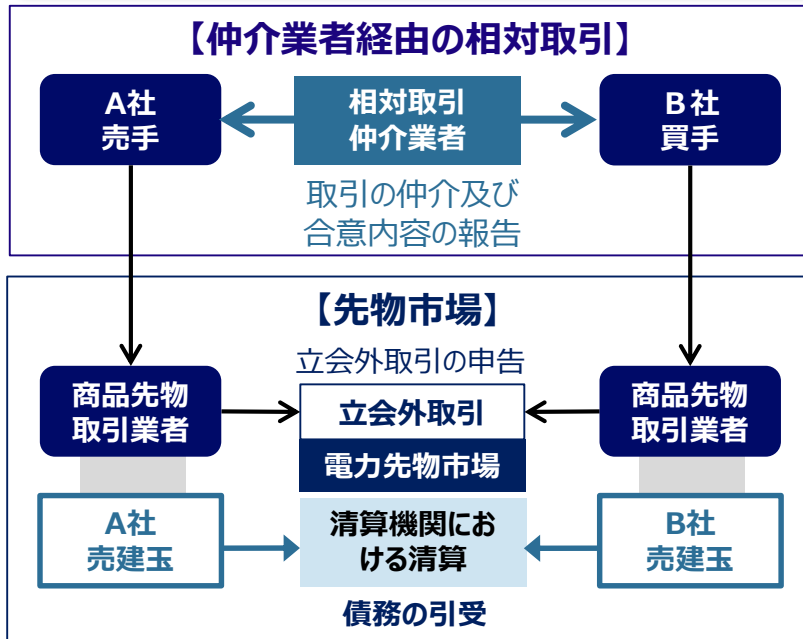 【仲介業者経由の相対取引】
A社
売手
相対取引
仲介業者
B社
買手
取引の仲介及び
合意内容の報告
【先物市場】
立会外取引の申告
商品先物
取引業者
立会外取引
電力先物市場
商品先物
取引業者
A社
売建玉
清算機関にお
ける清算
B社
売建玉
債務の引受